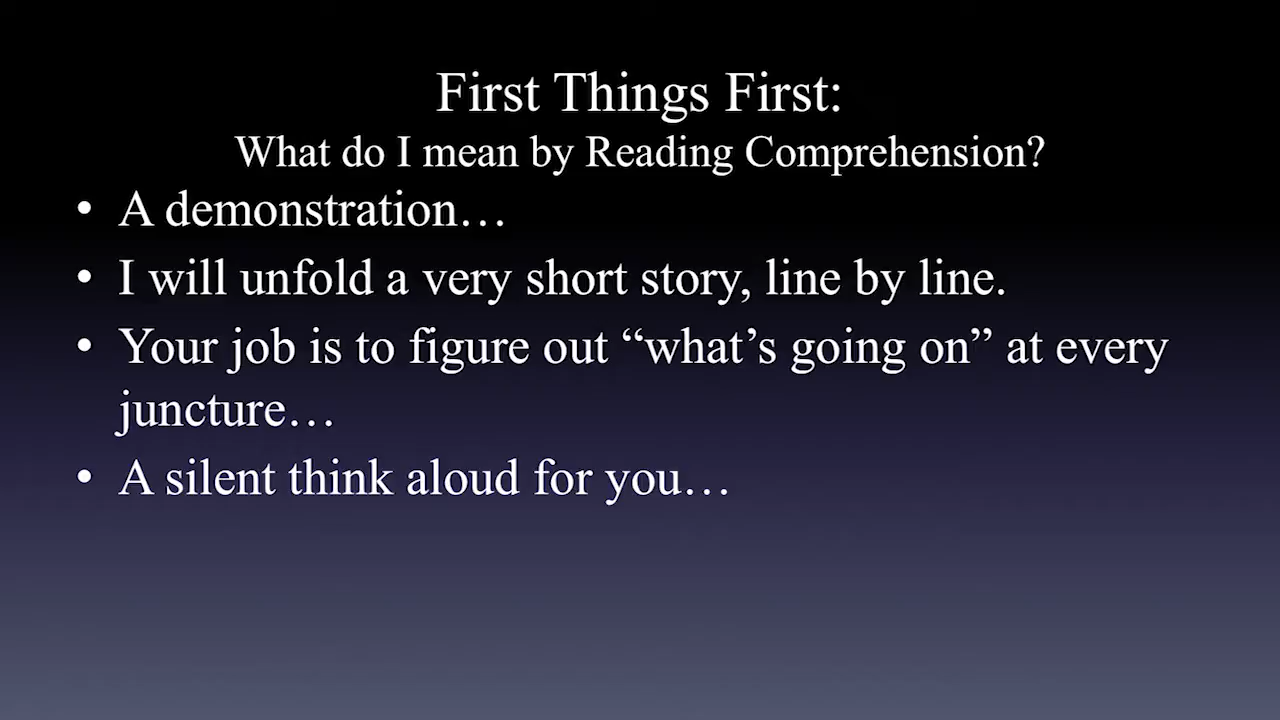 First Things First:
What do I mean by Reading Comprehension?
• A demonstration…
• I will unfold a very short story, line by line.
• Your job is to figure out “what’s going on” at every
juncture…
• A silent think aloud for you…